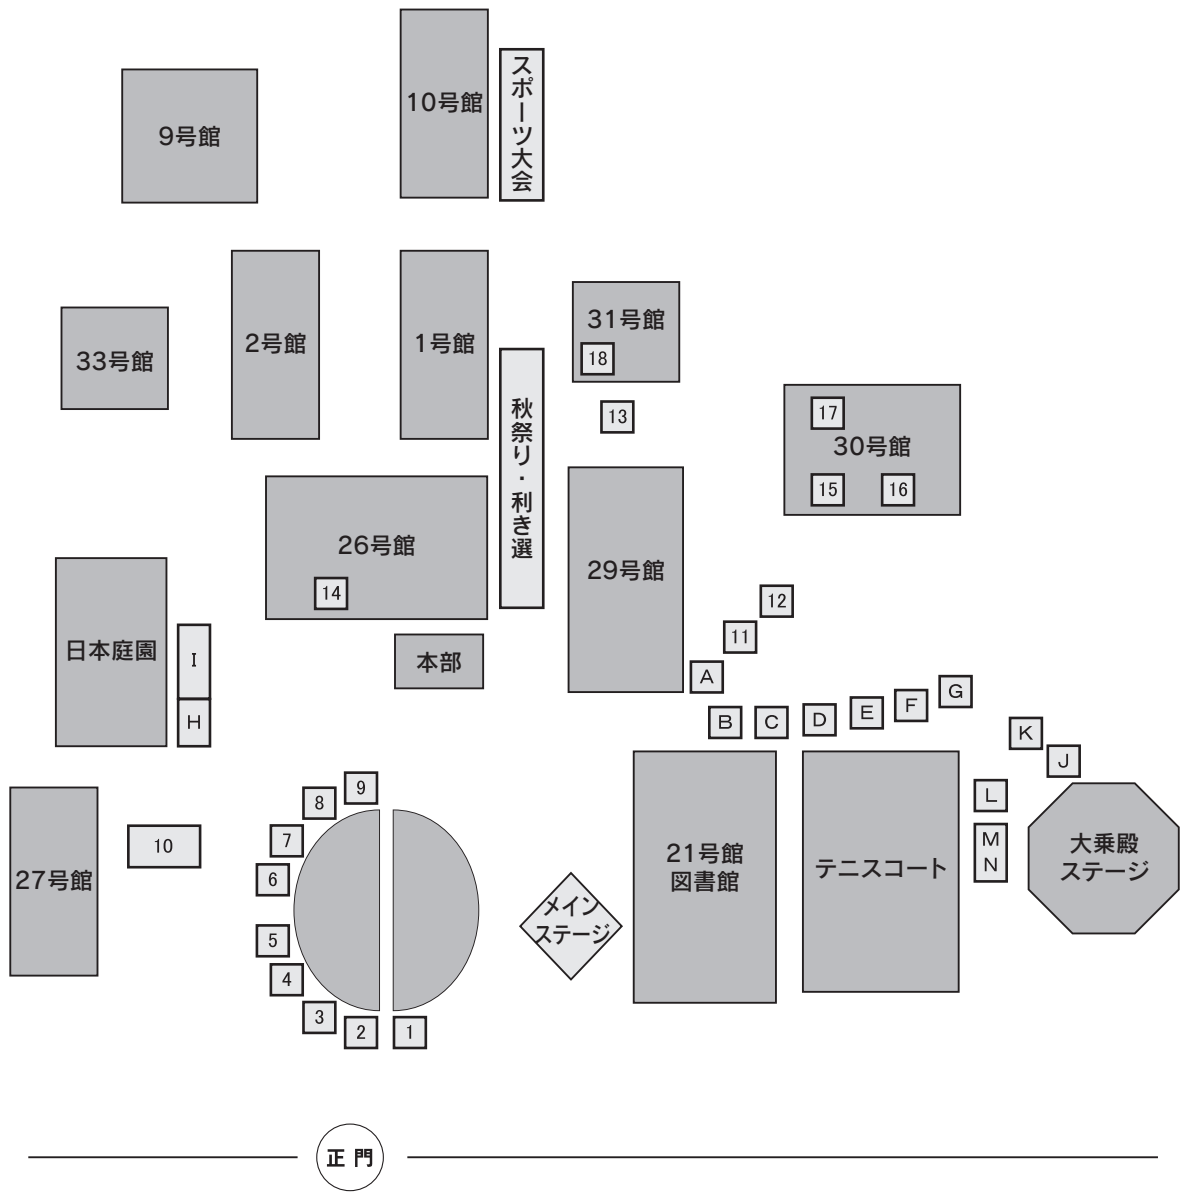 10号館
スポーツ大会
9号館
31号館
18
33号館
2号館
1号館
13
17
30号館
15
16
秋祭り・利き選
26号館
14
29号館
12
11
日本庭園
I
H
本部
A
B
C
D
E
F
G
K
J
L
M
N
大乗殿
ステージ
9
8
7
6
5
4
3
2
1
10
27号館
メイン
ステージ
21号館
図書館
テニスコート
正門